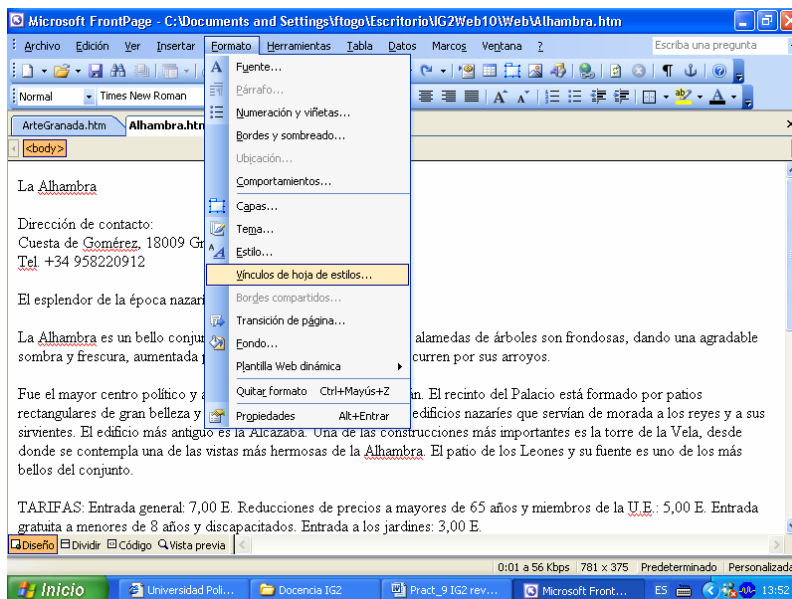 Microsoft FrontPage - C:\Documents and Settings\ftogo\Escritorio\IG2Web10\Web\Alhambra.htm
Archivo Edición Ver Insertar Formato Herramientas Tabla Datos Marcos Ventana ? Escriba una pregunta
Normal Times New Roman
ArteGranada.htm Alhambra.htm
<body>
Fuente...
Párrafo...
Numeración y viñetas...
Bordes y sombreado...
Ubicación...
Comportamientos...
Capas...
Tema...
Estilo...
Vínculos de hoja de estilos...
Bordes compartidos...
Transición de página...
Fondo...
Plantilla Web dinámica
Quitar formato Ctrl+Mayús+Z
Propiedades Alt+Entrar
La Alhambra
Dirección de contacto:
Cuesta de Gomérez, 18009 Gr
Tel. +34 958220912
El esplendor de la época nazarí
La Alhambra es un bello conjun alamedas de árboles son frondosas, dando una agradable
sombra y frescura, aumentada curren por sus arroyos.
Fue el mayor centro político y a n. El recinto del Palacio está formado por patios
rectangulares de gran belleza y edificios nazaríes que servían de morada a los reyes y a sus
sirvientes. El edificio más antiguo es la Alcazaba. Una de las construcciones más importantes es la torre de la Vela, desde
donde se contempla una de las vistas más hermosas de la Alhambra. El patio de los Leones y su fuente es uno de los más
bellos del conjunto.
TARIFAS: Entrada general: 7,00 E. Reducciones de precios a mayores de 65 años y miembros de la U.E.: 5,00 E. Entrada
gratuita a menores de 8 años y discapacitados. Entrada a los jardines: 3,00 E.
Diseño Dividir Código Vista previa
0:01 a 56 Kbps 781 x 375 Predeterminado Personalizada
Inicio Universidad Poli... Docencia IG2 Pract_9 IG2 rev... Microsoft Front... ES 13:52